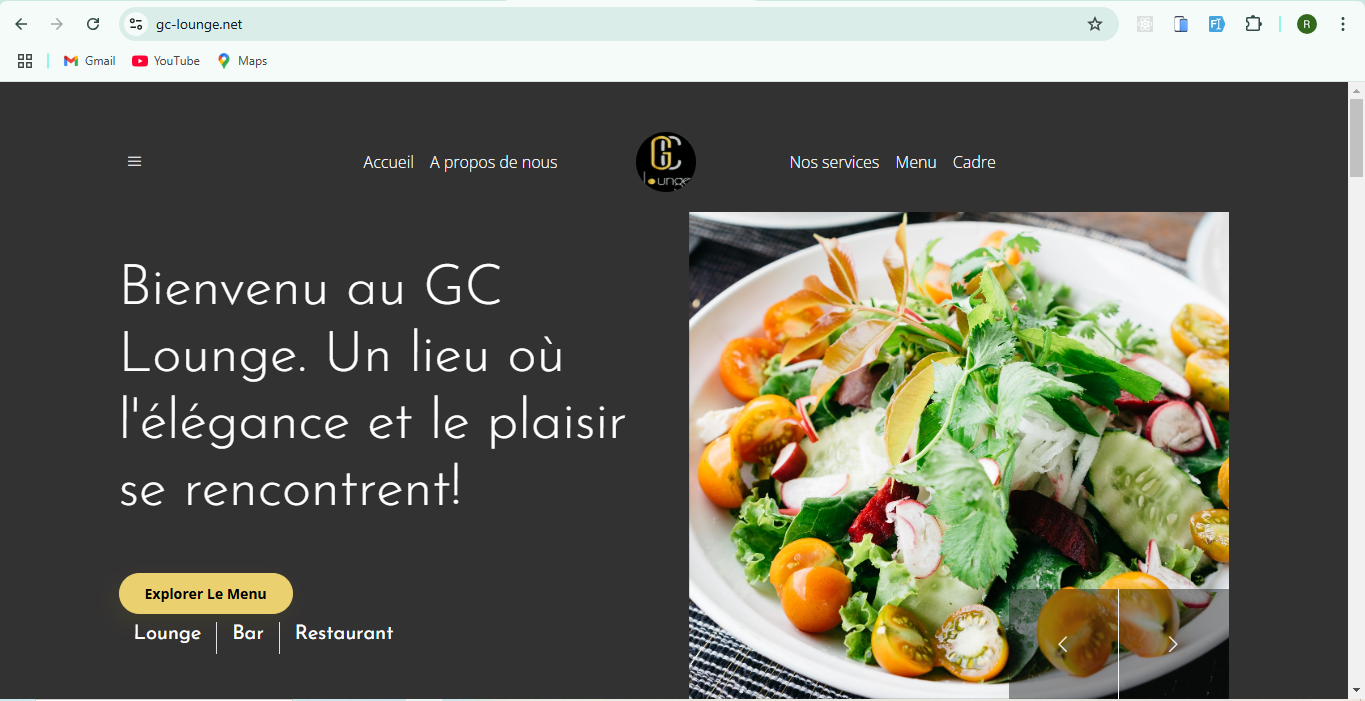 gc-lounge.net
R
Gmail
YouTube
Maps
Accueil
A propos de nous
GC
Lounge
Nos services
Menu
Cadre
Bienvenu au GC
Lounge. Un lieu où
l'élégance et le plaisir
se rencontrent!
Explorer Le Menu
Lounge
Bar
Restaurant